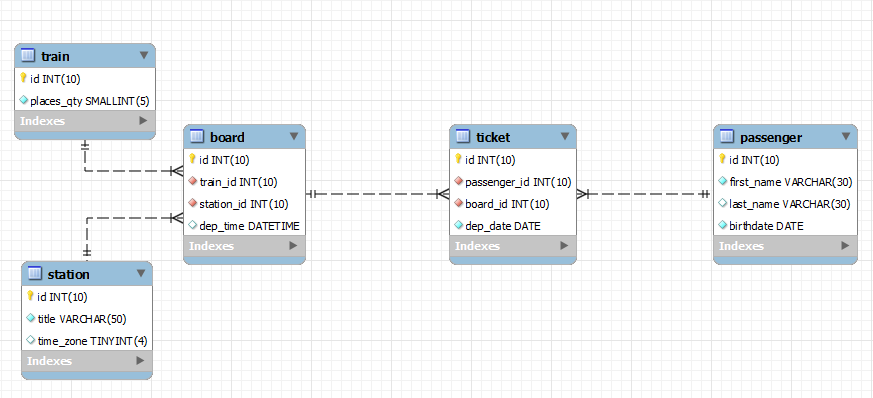 train
id INT(10)
places_qty SMALLINT(5)
Indexes
board
id INT(10)
train_id INT(10)
station_id INT(10)
dep_time DATETIME
Indexes
ticket
id INT(10)
passenger_id INT(10)
board_id INT(10)
dep_date DATE
Indexes
passenger
id INT(10)
first_name VARCHAR(30)
last_name VARCHAR(30)
birthdate DATE
Indexes
station
id INT(10)
title VARCHAR(50)
time_zone TINYINT(4)
Indexes